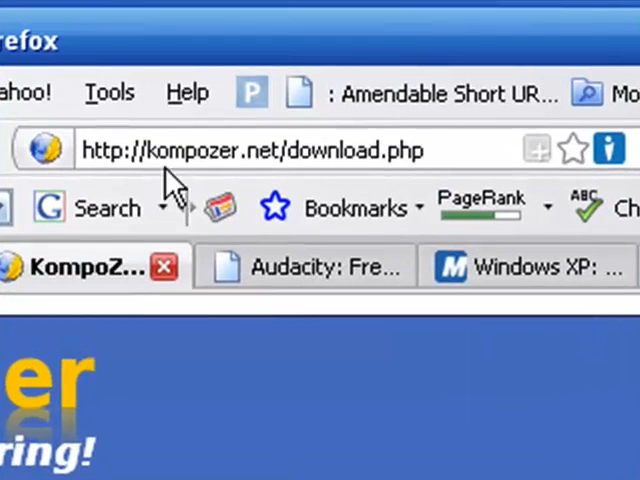 refox
ahoo! Tools Help P : Amendable Short UR... Mo
http://kompozer.net/download.php
G Search Bookmarks PageRank ABC Ch
KompoZ... Audacity: Fre... M Windows XP: ...
er
ring!